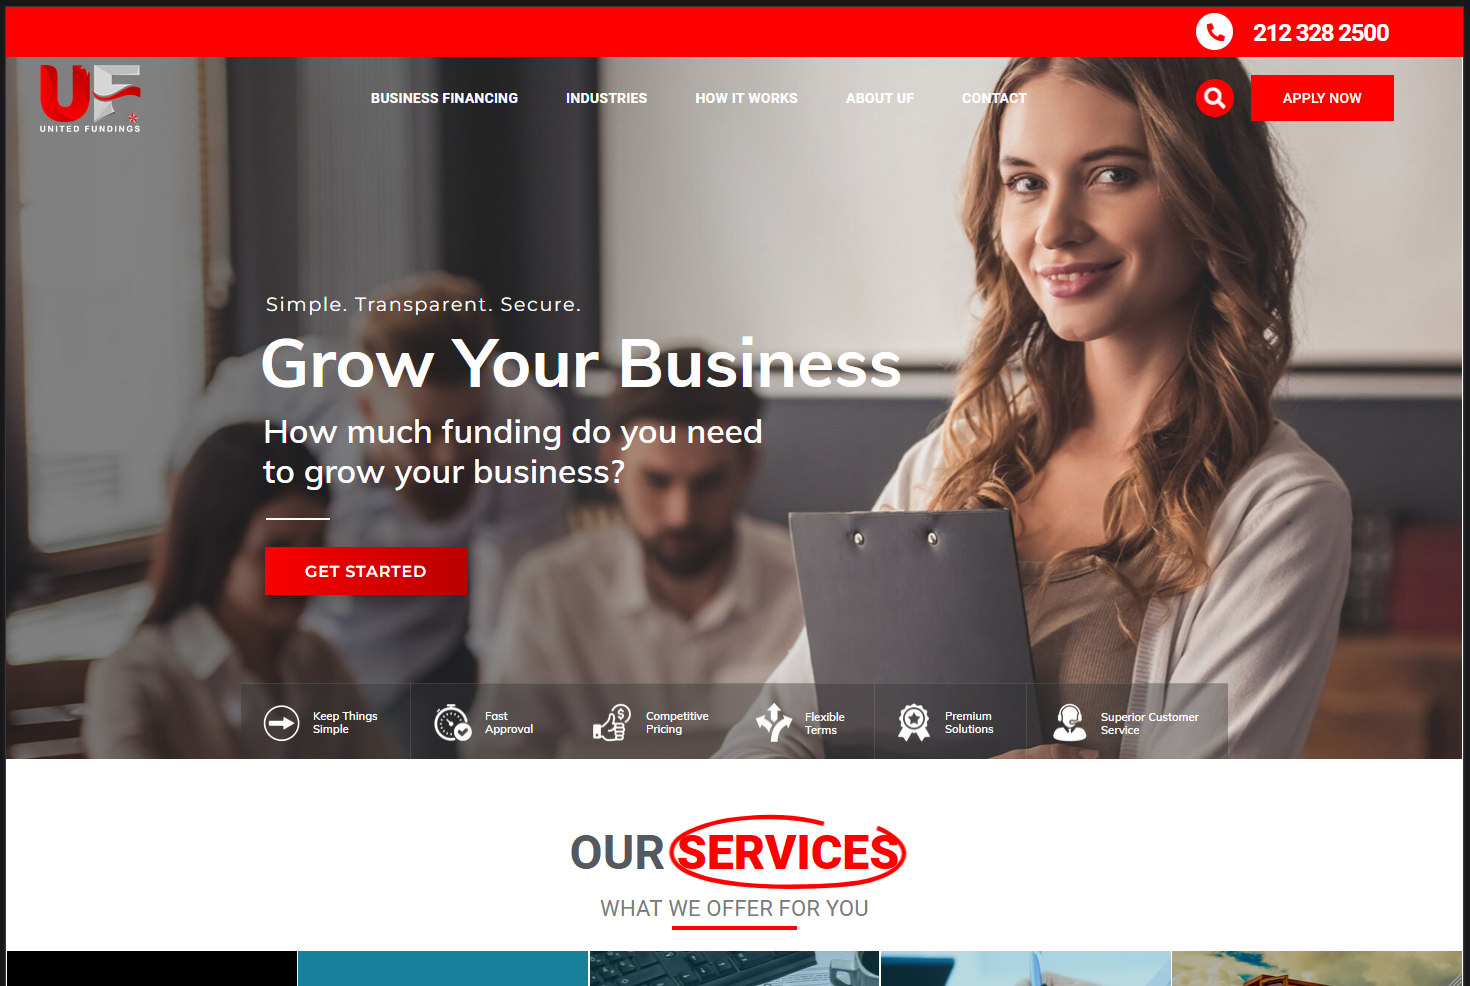 212 328 2500
UF
UNITED FUNDINGS
BUSINESS FINANCING
INDUSTRIES
HOW IT WORKS
ABOUT UF
CONTACT
APPLY NOW
Simple. Transparent. Secure.
Grow Your Business
How much funding do you need
to grow your business?
GET STARTED
Keep Things
Simple
Fast
Approval
Competitive
Pricing
Flexible
Terms
Premium
Solutions
Superior Customer
Service
OUR SERVICES
WHAT WE OFFER FOR YOU